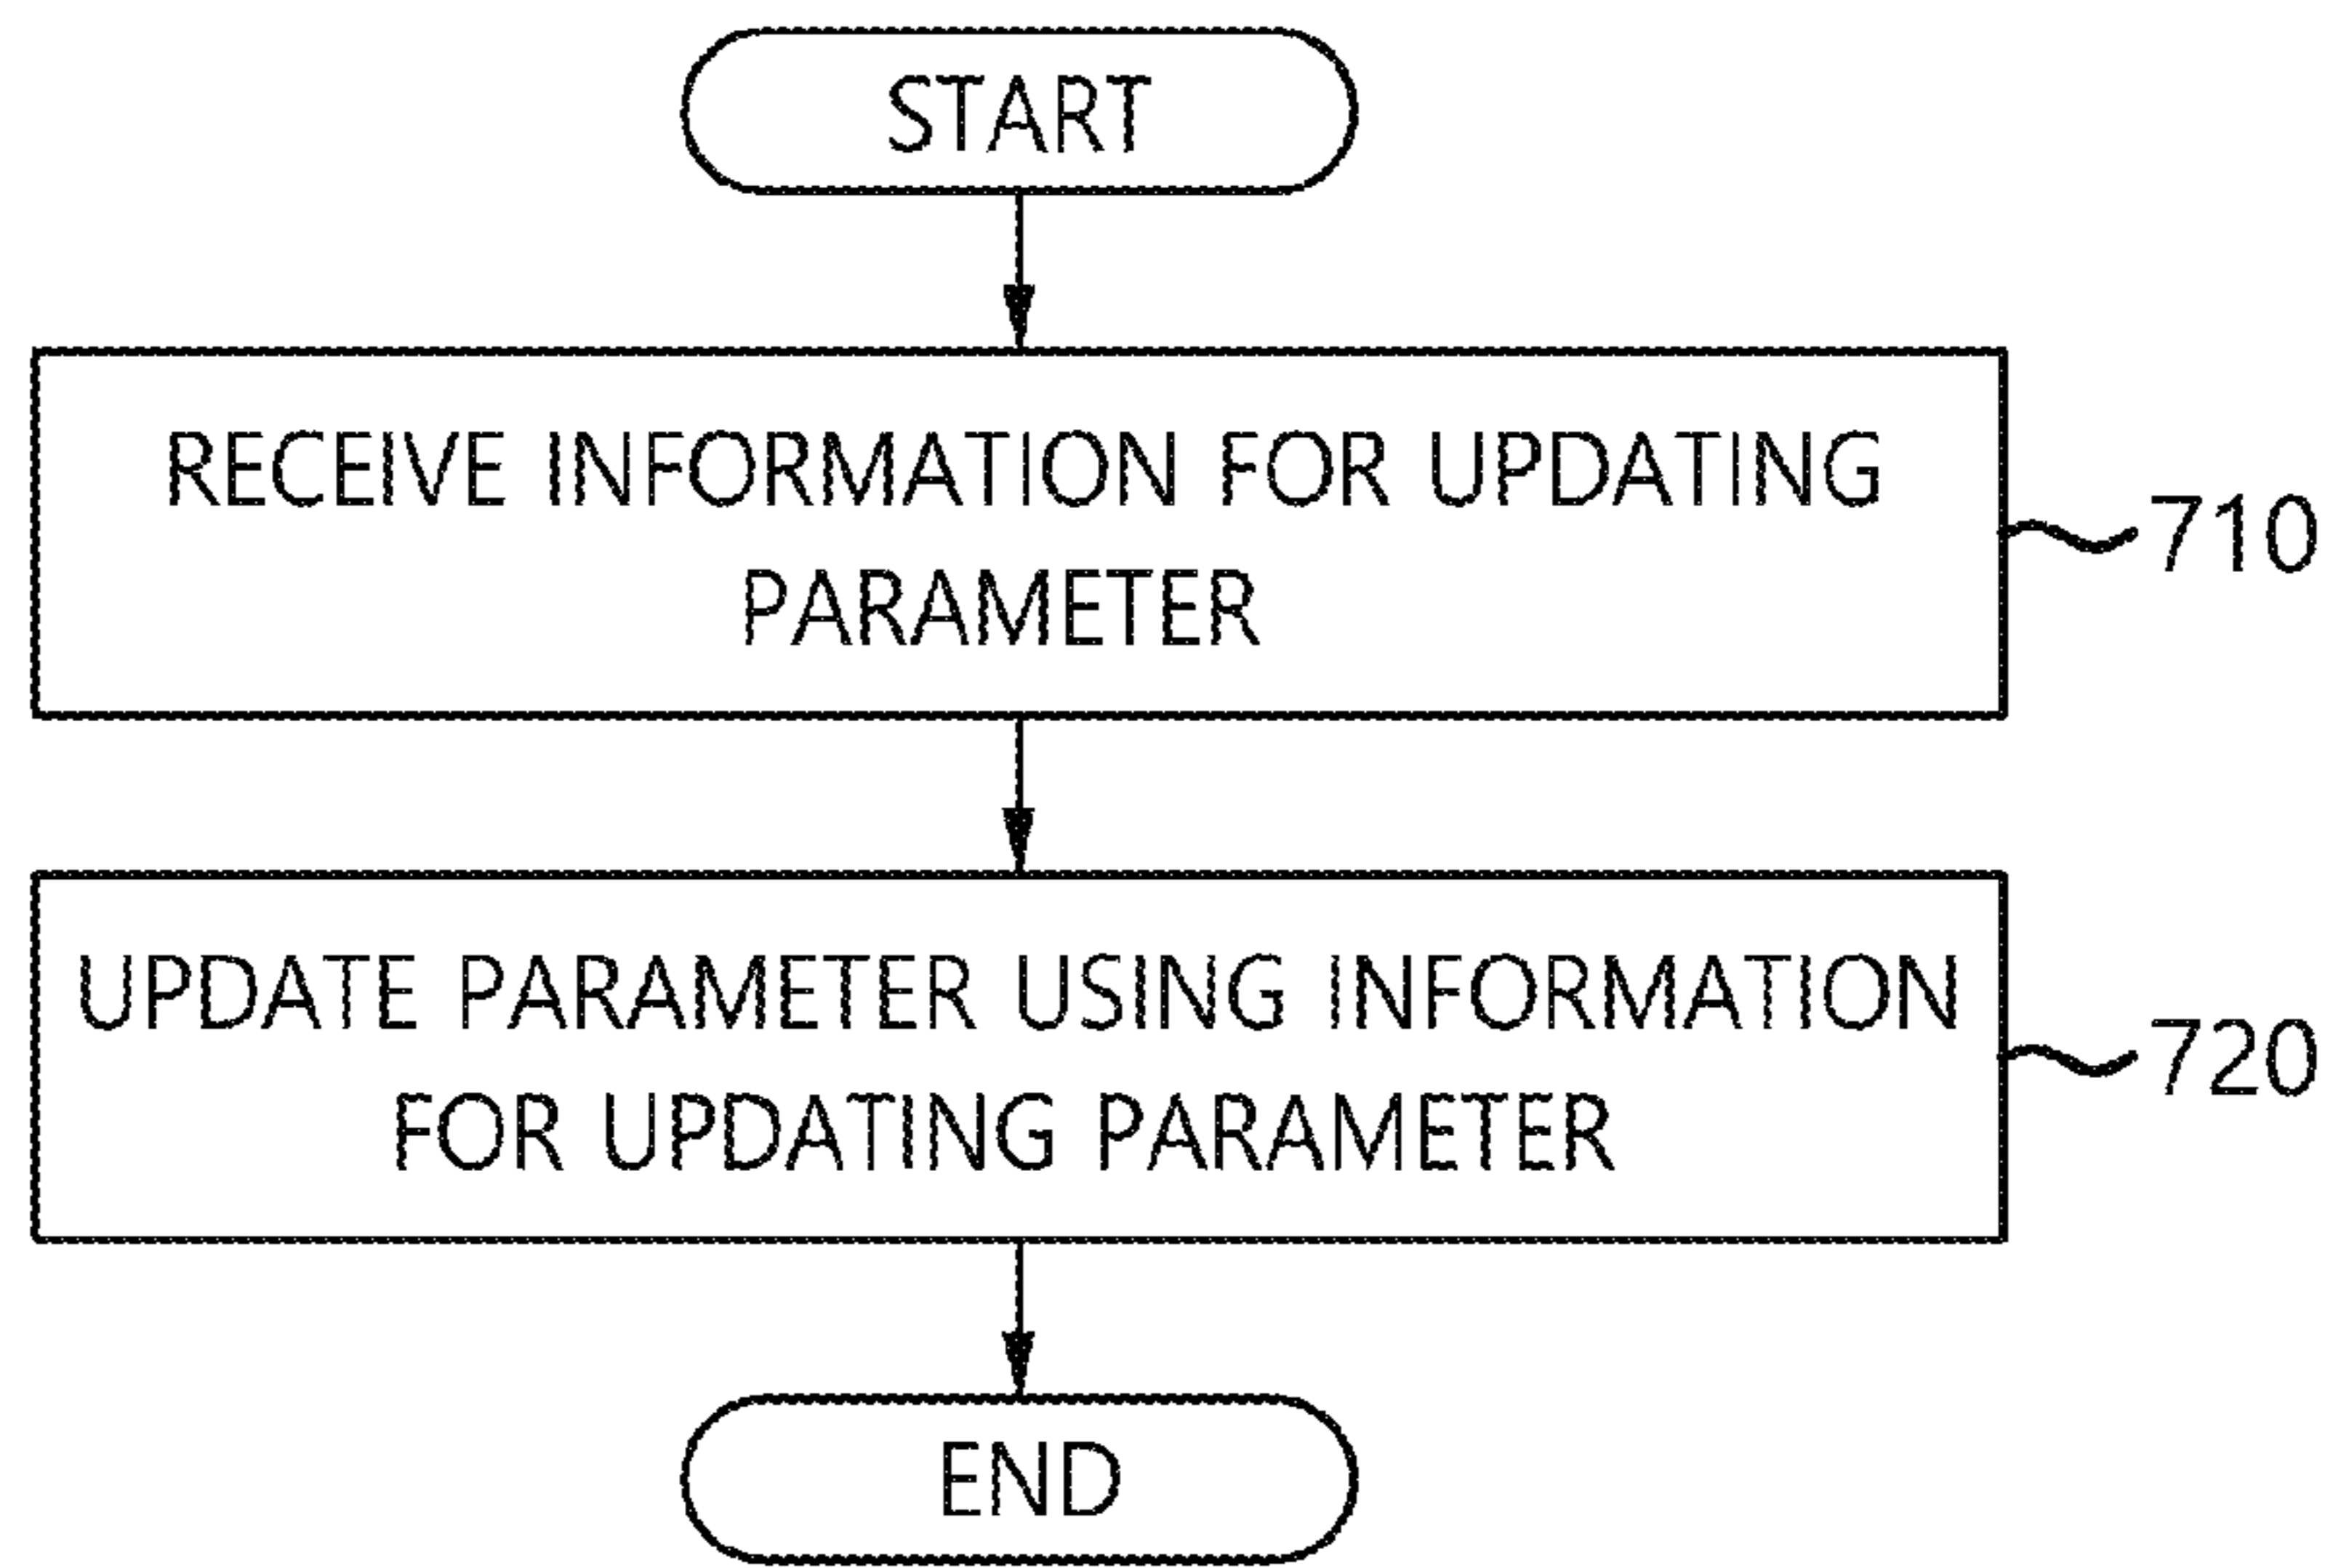 START
RECEIVE INFORMATION FOR UPDATING
PARAMETER
710
UPDATE PARAMETER USING INFORMATION
FOR UPDATING PARAMETER
720
END